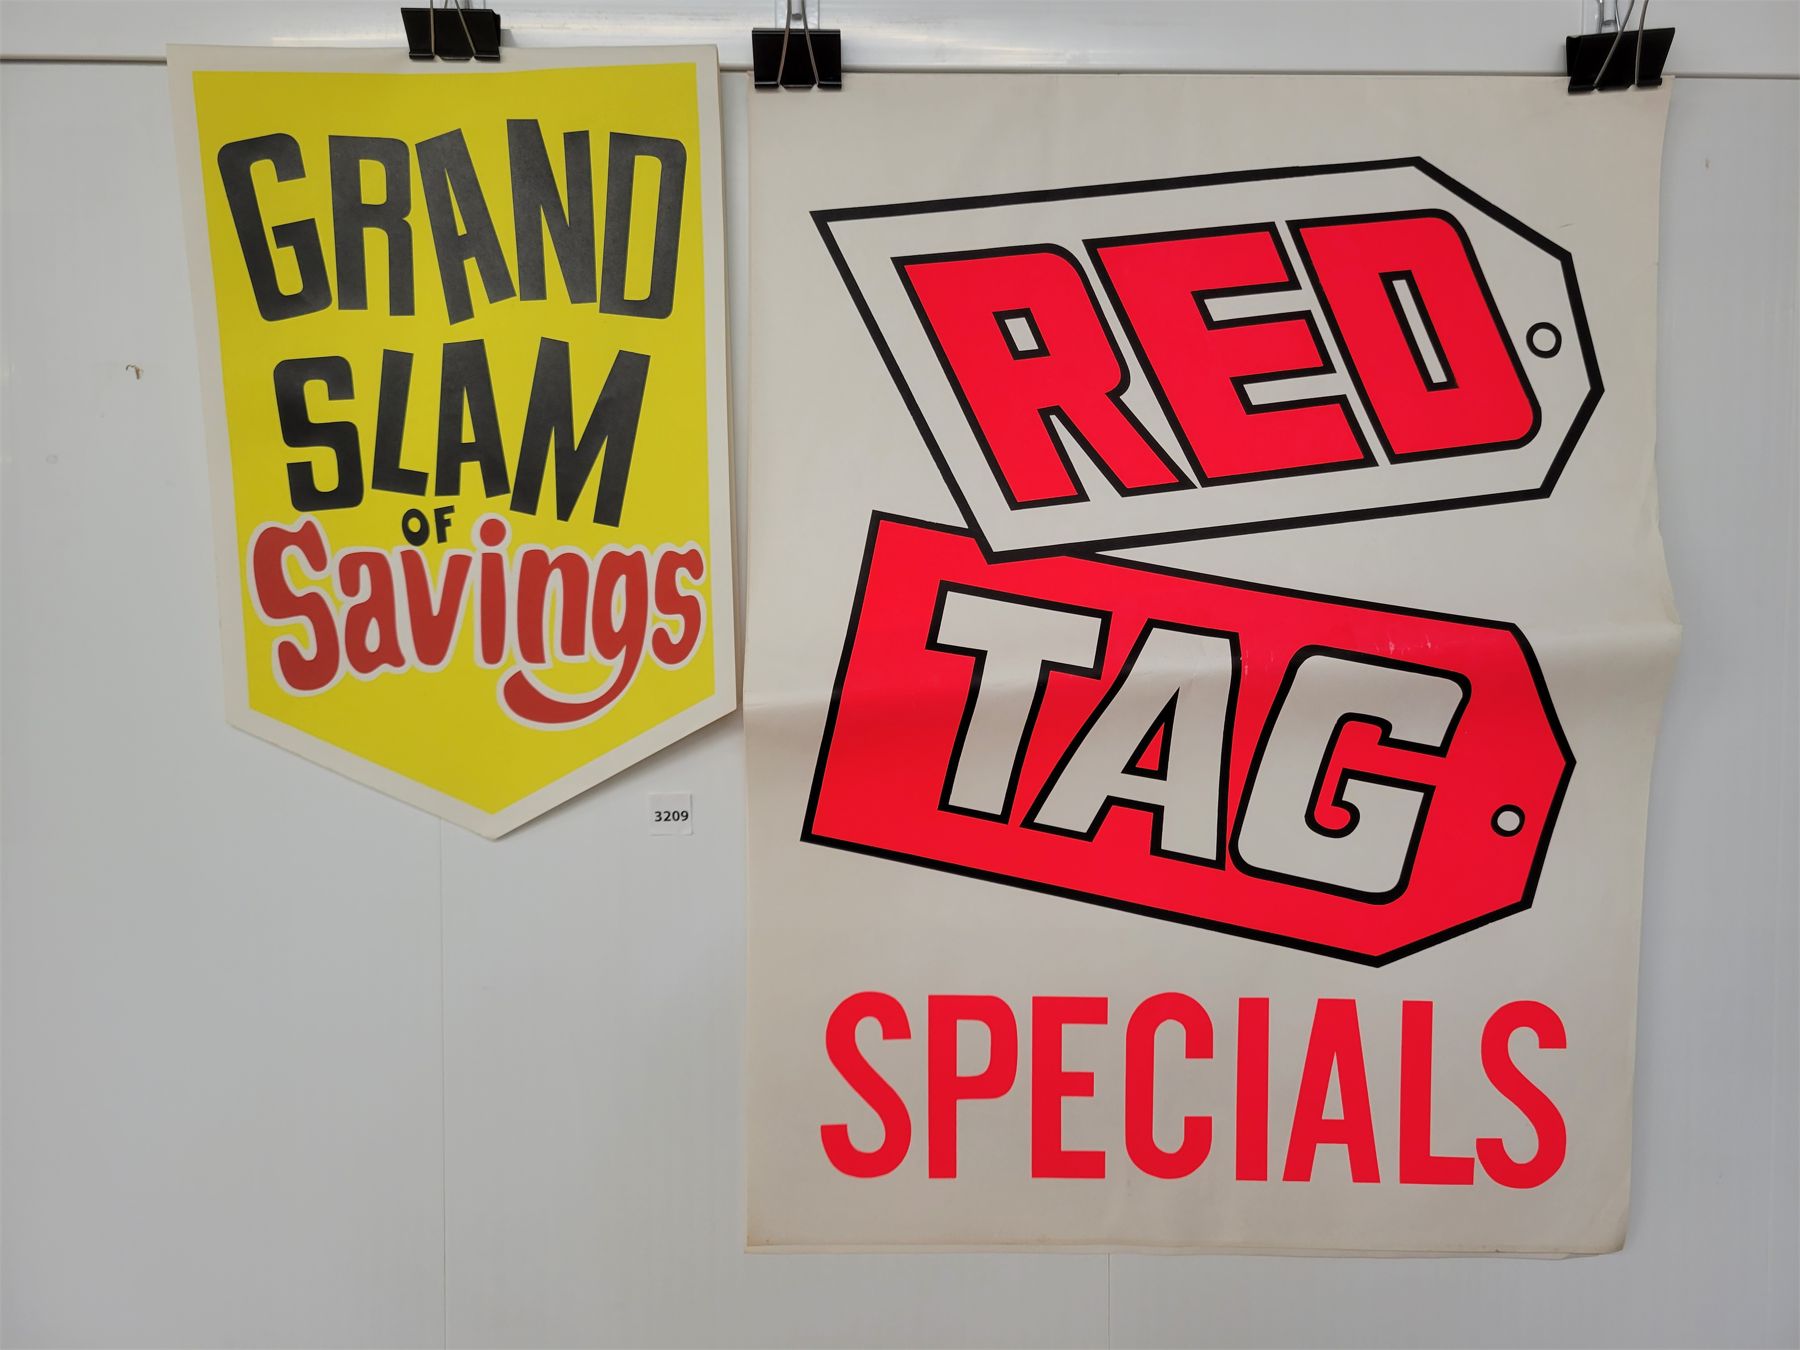 GRAND
SLAM
OF
Savings
3209
RED
TAG
SPECIALS